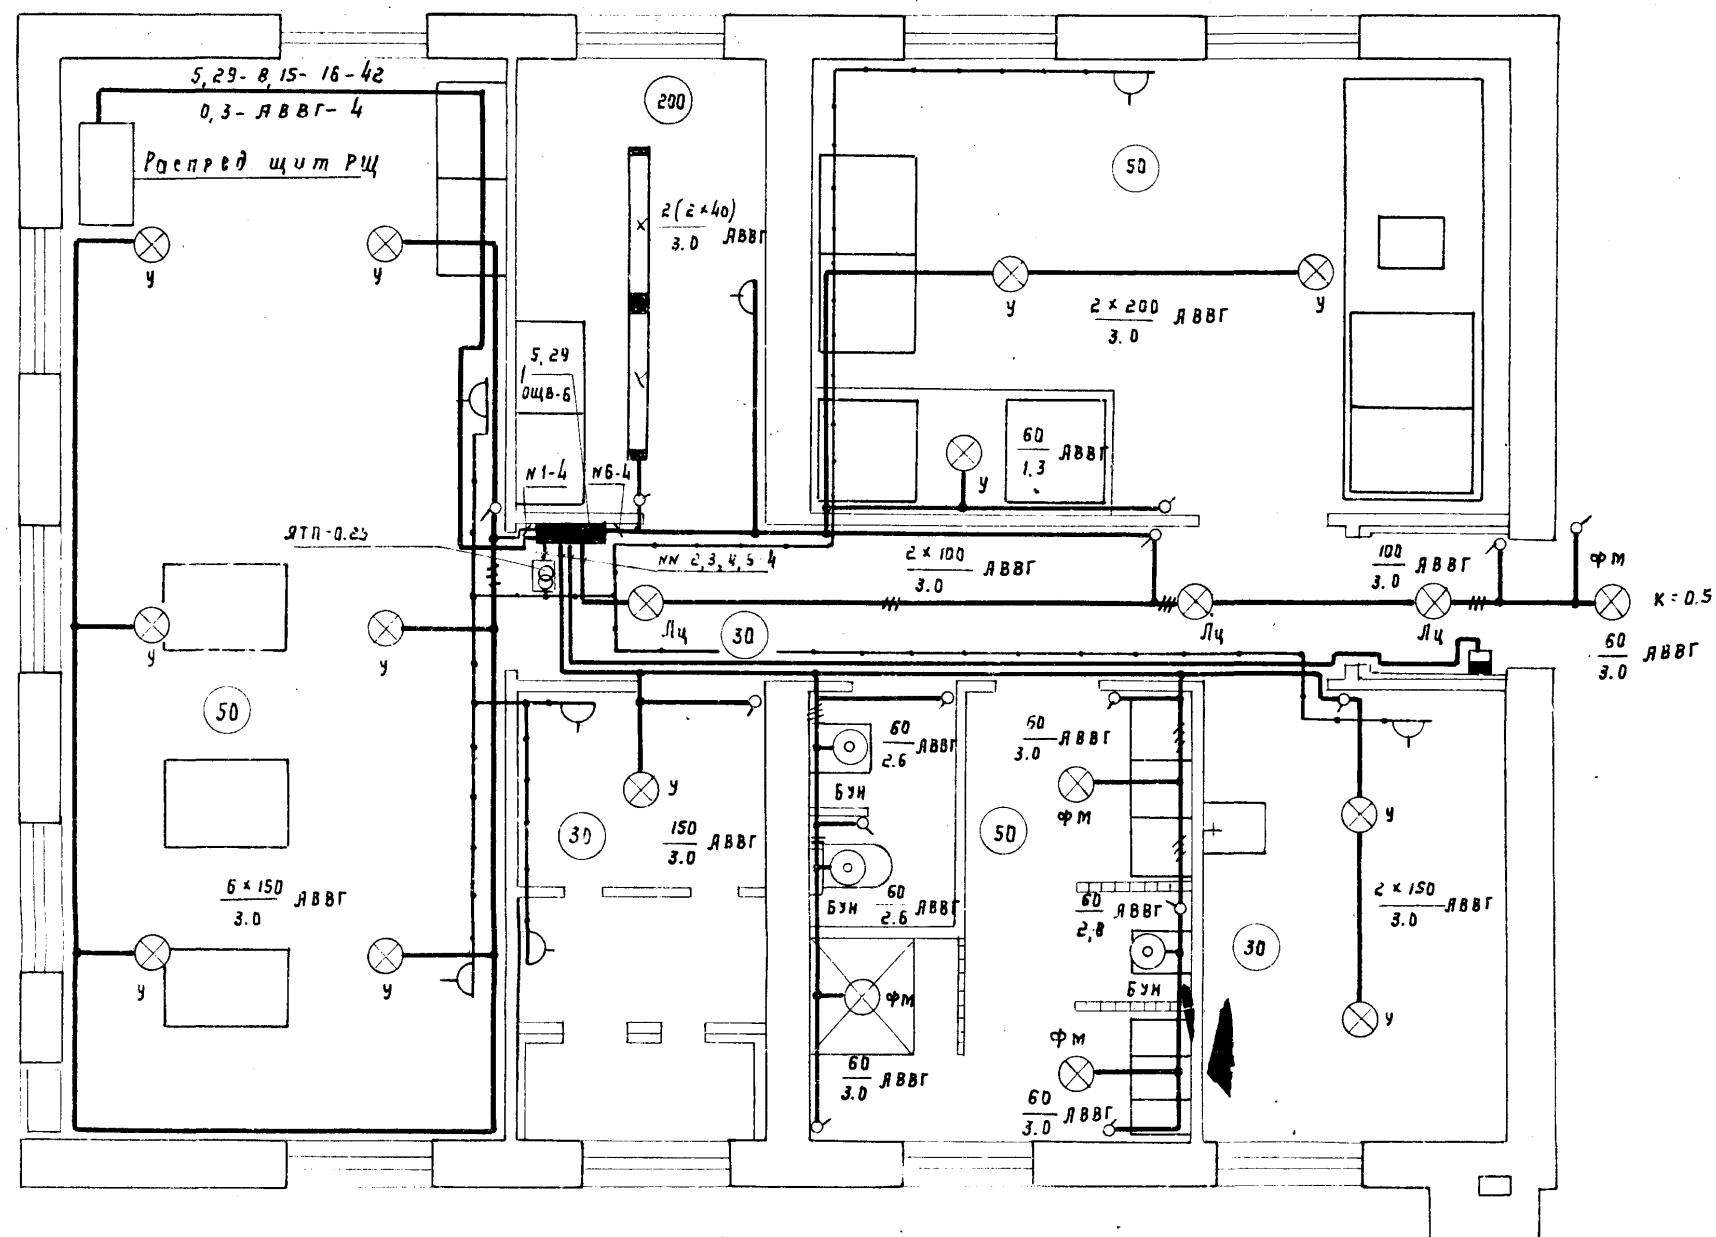 5,29-8,15-16-42
0,3-АВВГ-4
Распред щит РЩ
200
50
2(2×40)
3.0 АВВГ
У
У
У
У
2×200
3.0 АВВГ
5,29
ОЩВ-6
60
1,3 АВВГ
У
N1-4
N6-4
ЯТП-0.25
NN 2,3,4,5-4
2×100
3.0 АВВГ
100
3.0 АВВГ
ФМ
К=0.5
Лц
Лц
Лц
30
60
3.0 АВВГ
У
У
50
60
2.6 АВВГ
60
3.0 АВВГ
БУН
У
ФМ
У
30
150
3.0 АВВГ
50
6×150
3.0 АВВГ
БУН
60
2.6 АВВГ
60
2,8 АВВГ
2×150
3.0 АВВГ
30
У
У
ФМ
БУН
У
ФМ
60
3.0 АВВГ
60
3.0 АВВГ